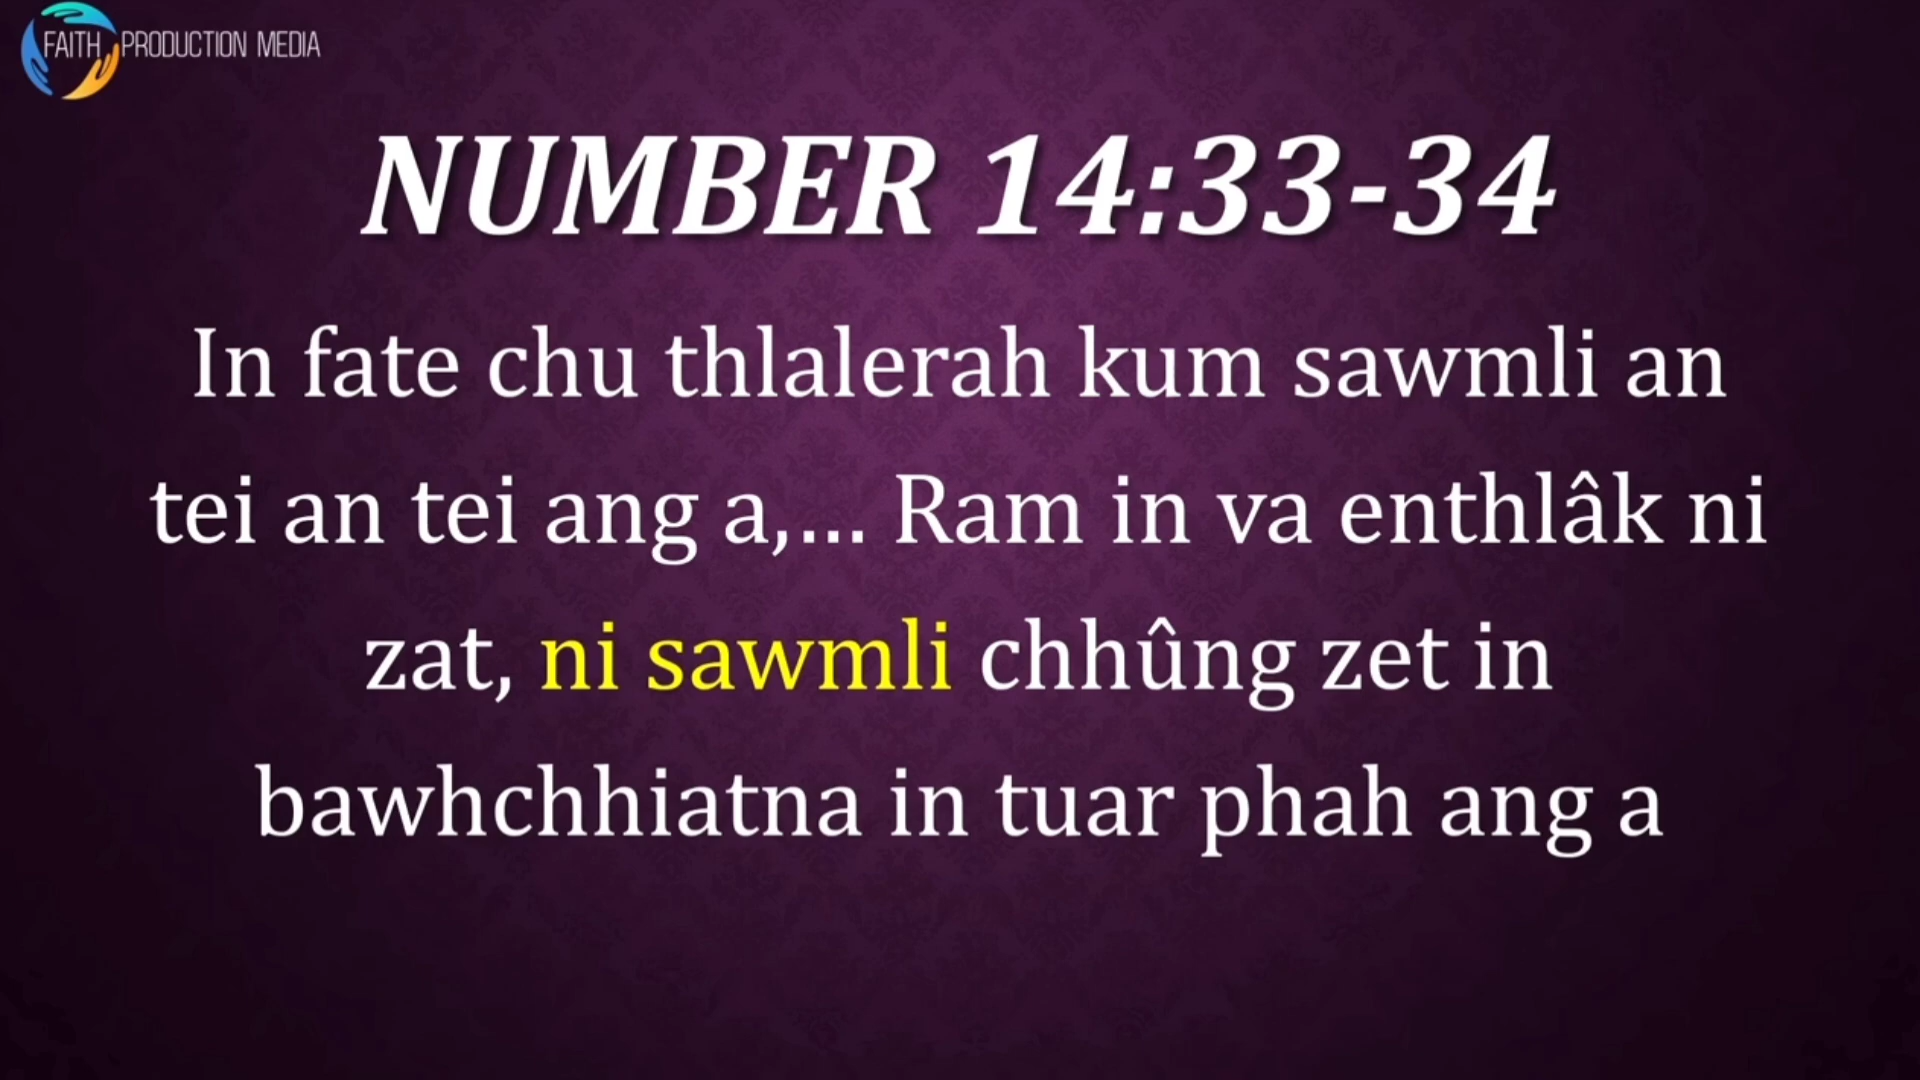 FAITH PRODUCTION MEDIA
NUMBER 14:33-34
In fate chu thlalerah kum sawmli an
tei an tei ang a,... Ram in va enthlâk ni
zat, ni sawmli chhûng zet in
bawhchhiatna in tuar phah ang a